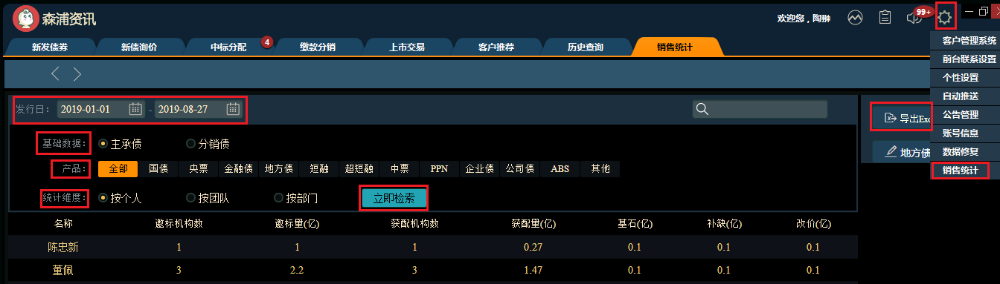 森浦资讯
欢迎您，陶翀
99+
新发债券 新债询价 中标分配 4 缴款分销 上市交易 客户推荐 历史查询 销售统计
客户管理系统
前台联系设置
个性设置
自动推送
公告管理
账号信息
数据修复
销售统计
发行日： 2019-01-01 - 2019-08-27
导出Exc
地方债
基础数据： 主承债 分销债
产品： 全部 国债 央票 金融债 地方债 短融 超短融 中票 PPN 企业债 公司债 ABS 其他
统计维度： 按个人 按团队 按部门 立即检索
名称 邀标机构数 邀标量(亿) 获配机构数 获配量(亿) 基石(亿) 补缺(亿) 改价(亿)
陈忠新 1 1 1 0.27 0.1 0.1 0.1
董佩 3 2.2 3 1.47 0.1 0.1 0.1